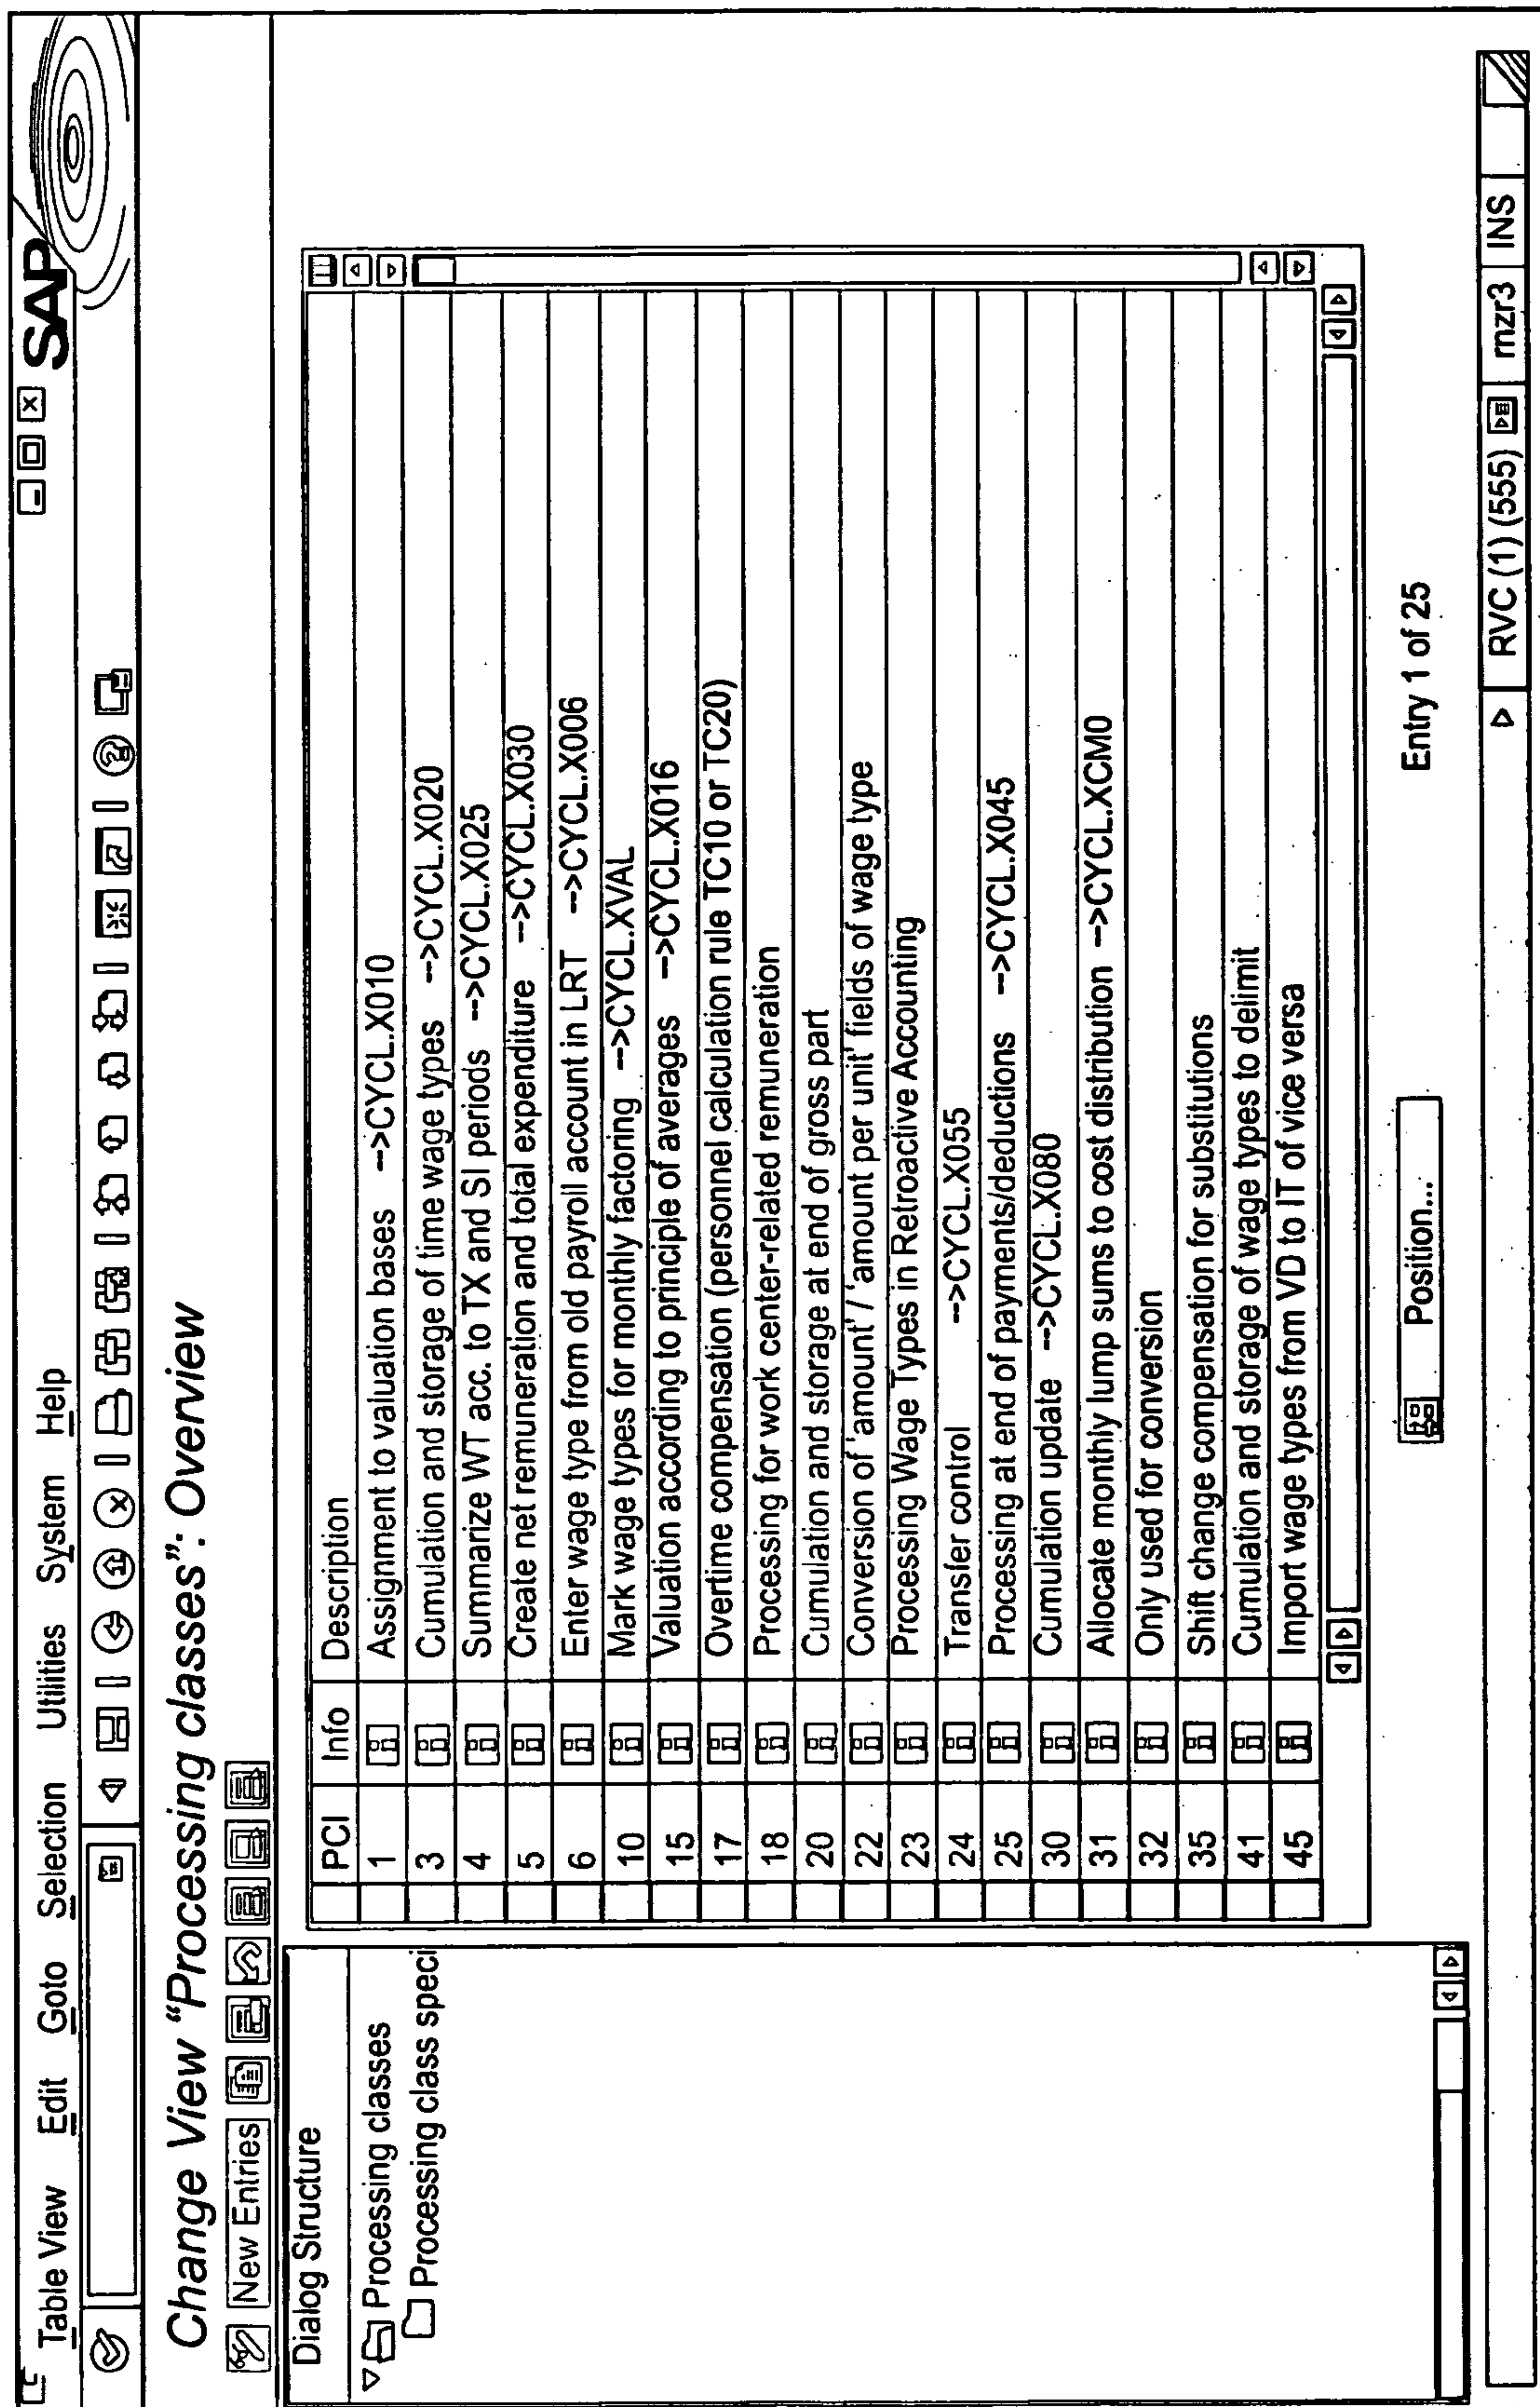 SAP
Table View Edit Goto Selection Utilities System Help
Change View “Processing classes”: Overview
New Entries
Dialog Structure
Processing classes
Processing class speci
PCI Info Description
1 Assignment to valuation bases -->CYCL.X010
3 Cumulation and storage of time wage types -->CYCL.X020
4 Summarize WT acc. to TX and SI periods -->CYCL.X025
5 Create net remuneration and total expenditure -->CYCL.X030
6 Enter wage type from old payroll account in LRT -->CYCL.X006
10 Mark wage types for monthly factoring -->CYCL.XVAL
15 Valuation according to principle of averages -->CYCL.X016
17 Overtime compensation (personnel calculation rule TC10 or TC20)
18 Processing for work center-related remuneration
20 Cumulation and storage at end of gross part
22 Conversion of 'amount' / 'amount per unit' fields of wage type
23 Processing Wage Types in Retroactive Accounting
24 Transfer control -->CYCL.X055
25 Processing at end of payments/deductions -->CYCL.X045
30 Cumulation update -->CYCL.X080
31 Allocate monthly lump sums to cost distribution -->CYCL.XCM0
32 Only used for conversion
35 Shift change compensation for substitutions
41 Cumulation and storage of wage types to delimit
45 Import wage types from VD to IT of vice versa
Position... Entry 1 of 25
RVC (1) (555) rnzr3 INS